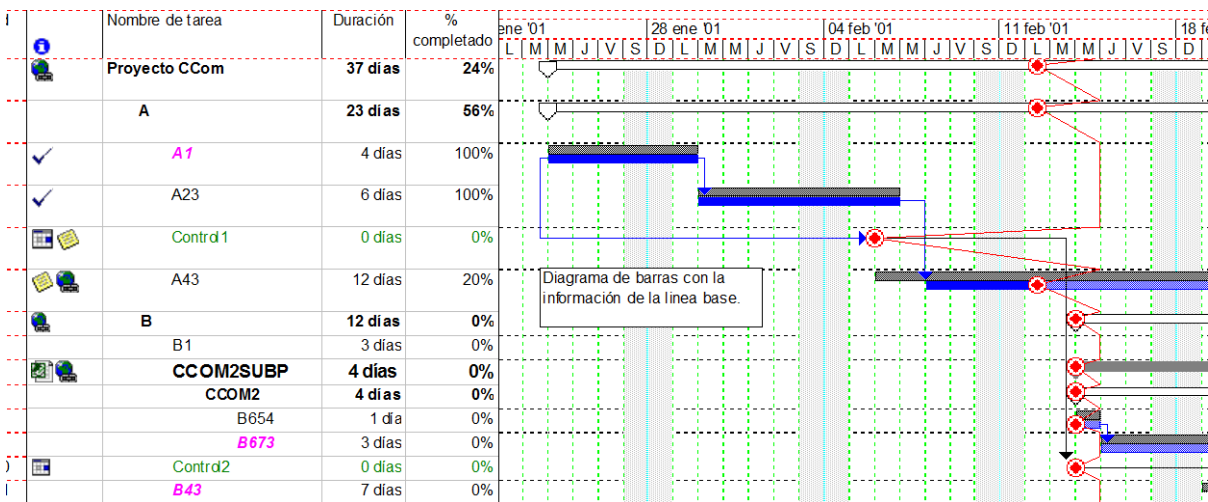 Nombre de tarea Duración %
completado
ene '01 28 ene '01 04 feb '01 11 feb '01 18 fe
L M M J V S D L M M J V S D L M M J V S D L M M J V S D
Proyecto CCom 37 días 24%
A 23 días 56%
A1 4 días 100%
A23 6 días 100%
Control1 0 días 0%
A43 12 días 20%
Diagrama de barras con la
información de la linea base.
B 12 días 0%
B1 3 días 0%
CCOM2SUBP 4 días 0%
CCOM2 4 días 0%
B654 1 día 0%
B673 3 días 0%
Control2 0 días 0%
B43 7 días 0%